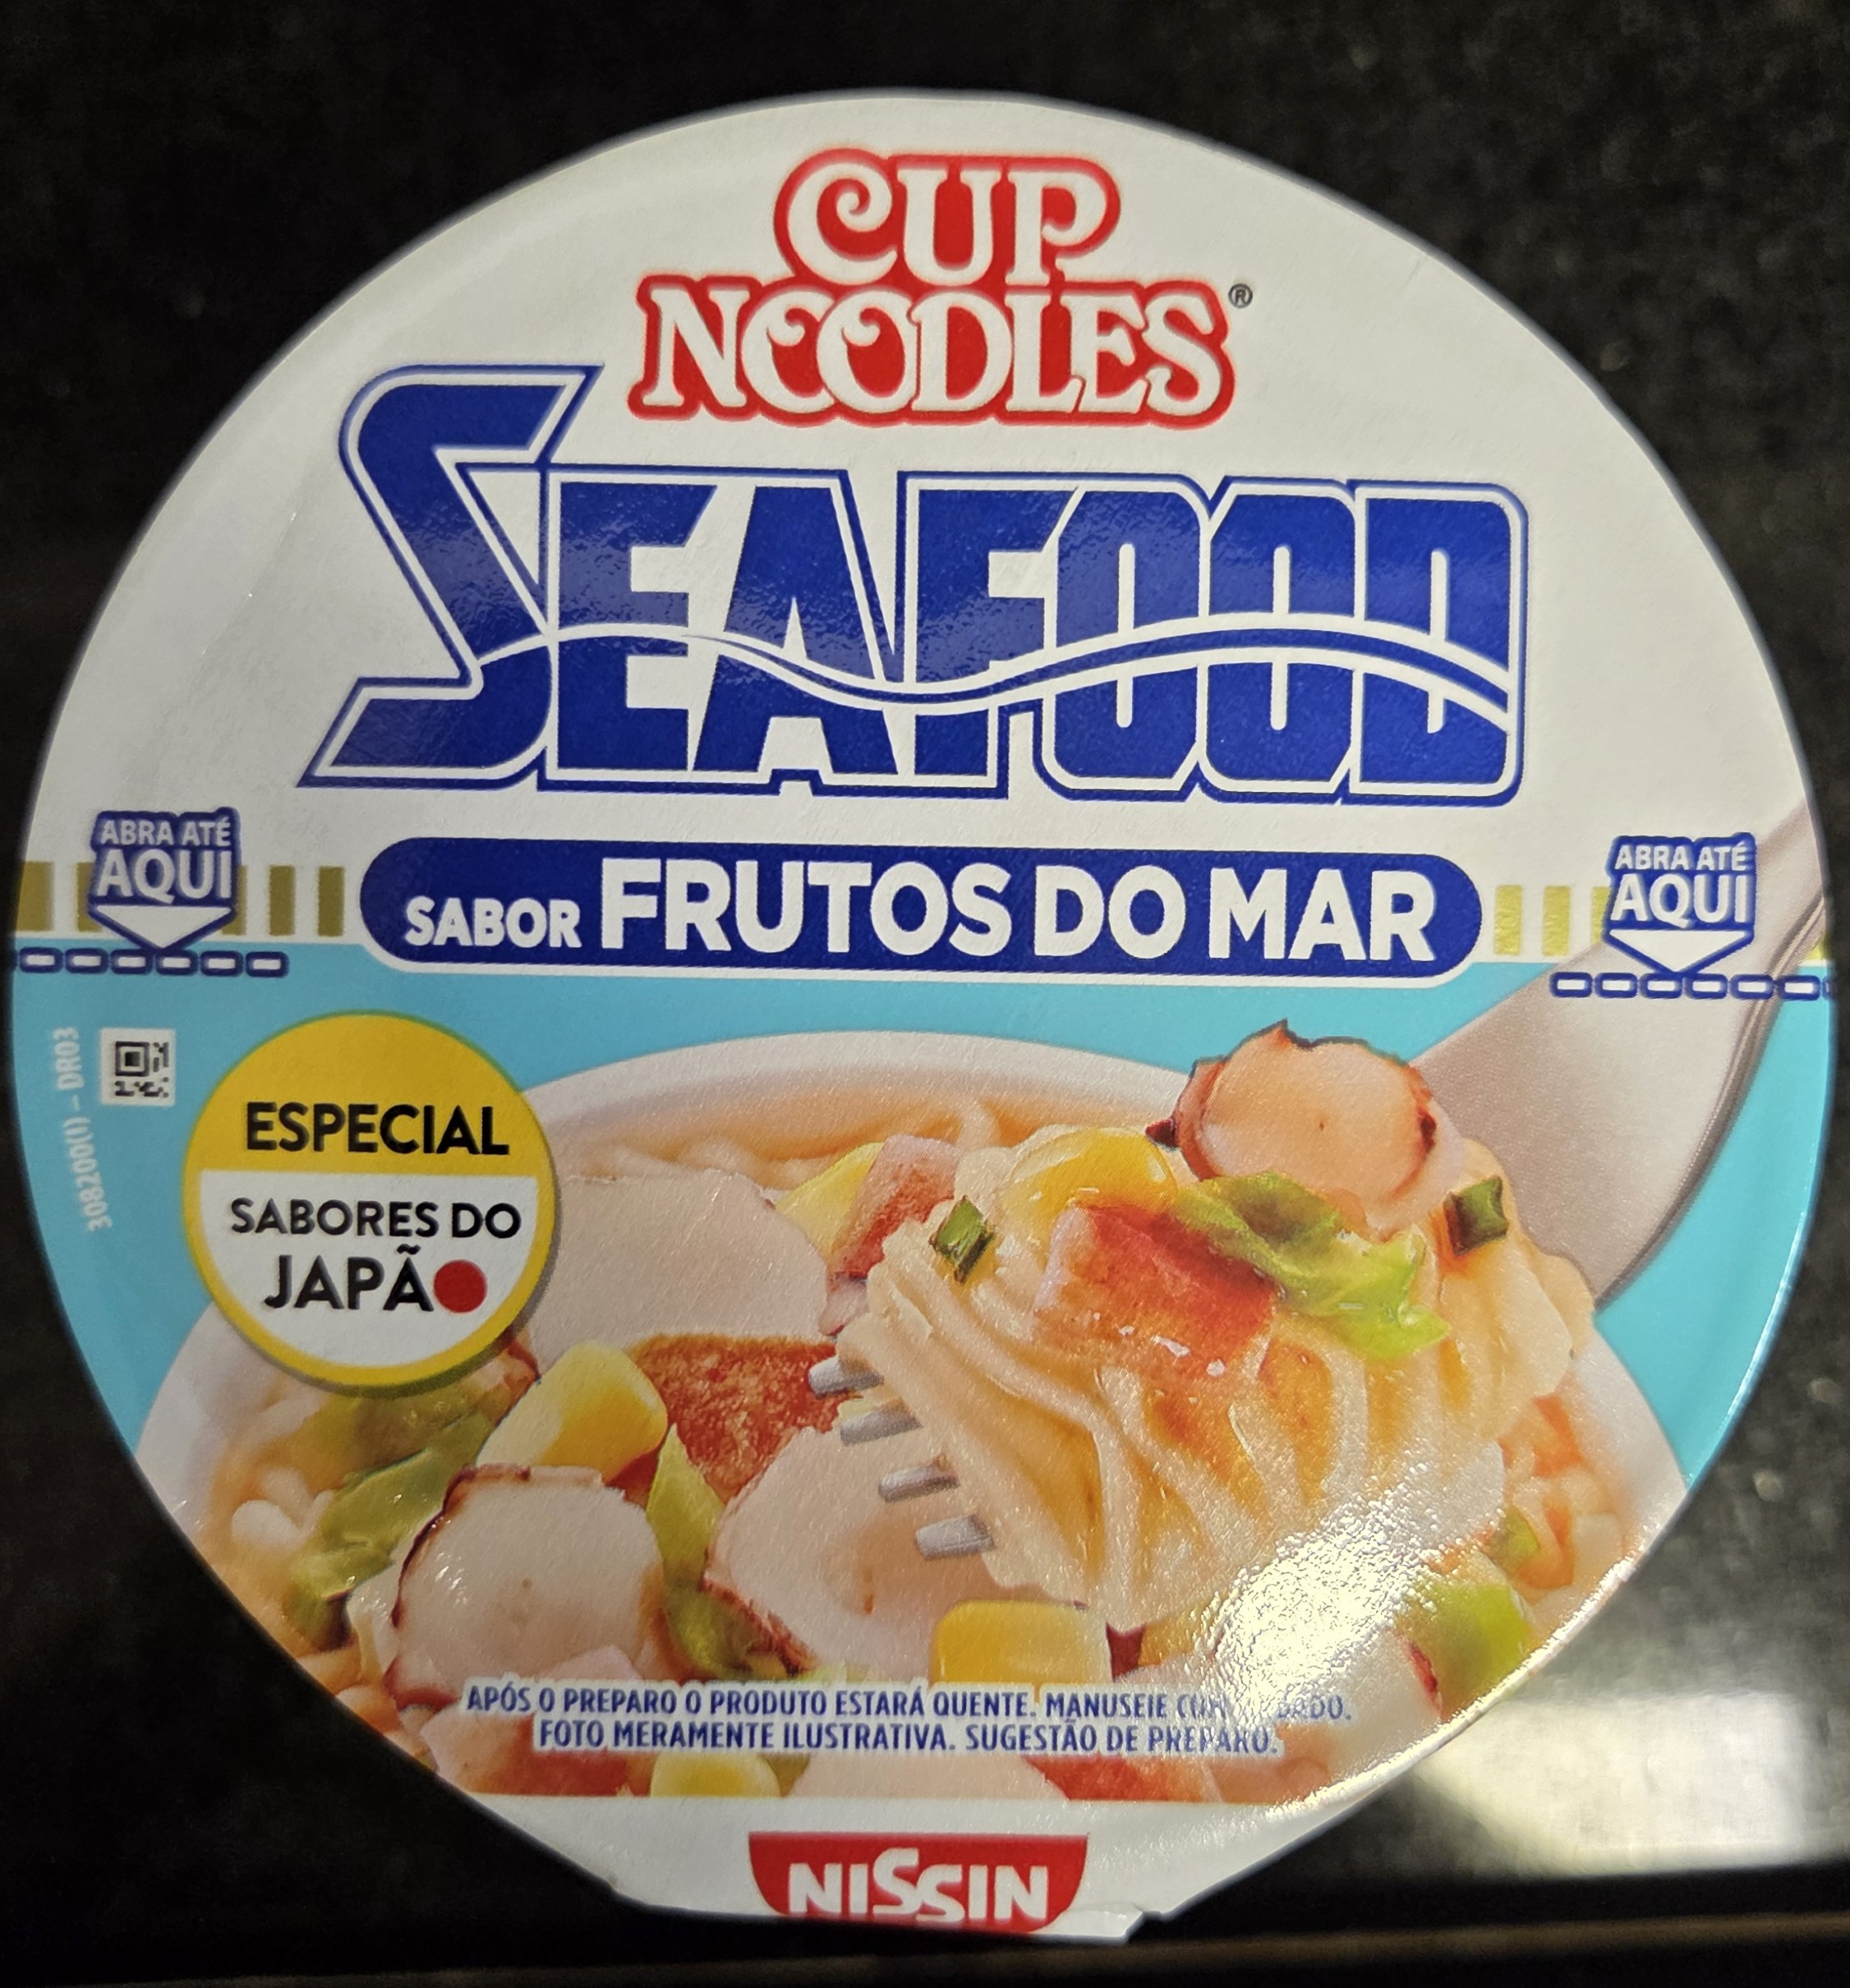 CUP
NOODLES®
SEAFOOD
SABOR FRUTOS DO MAR
ABRA ATÉ
AQUI
ABRA ATÉ
AQUI
308200(1) – DR03
ESPECIAL
SABORES DO
JAPÃO
APÓS O PREPARO O PRODUTO ESTARÁ QUENTE. MANUSEIE COM
FOTO MERAMENTE ILUSTRATIVA. SUGESTÃO DE PREPARO.
NISSIN